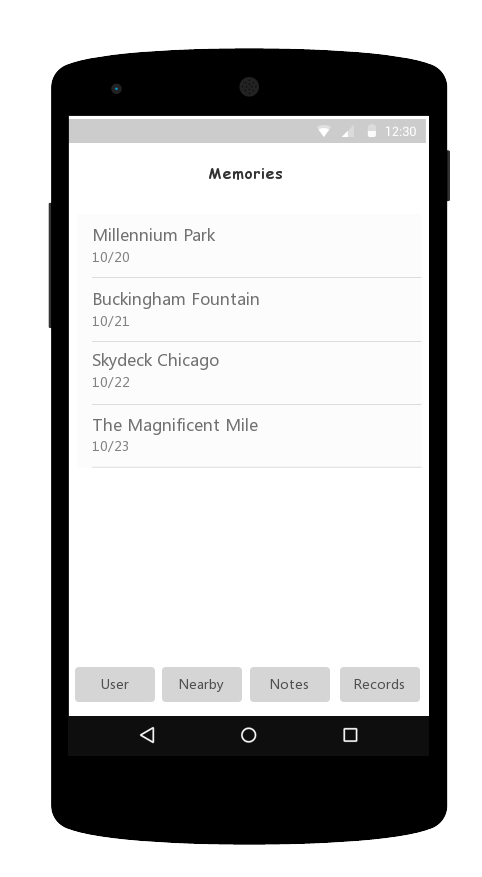 12:30
Memories
Millennium Park
10/20
Buckingham Fountain
10/21
Skydeck Chicago
10/22
The Magnificent Mile
10/23
User Nearby Notes Records